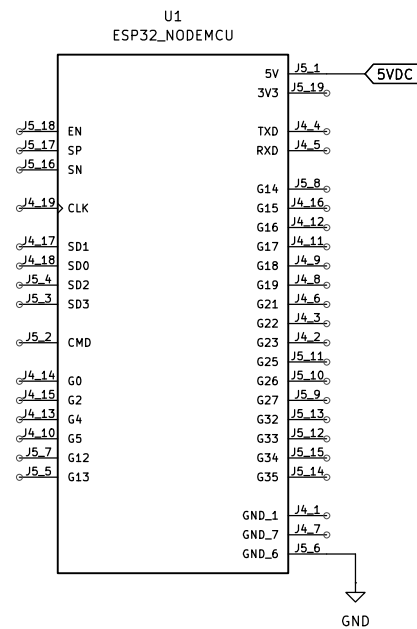 U1
ESP32_NODEMCU
5V J5_1 5VDC
3V3 J5_19
J5_18 EN TXD J4_4
J5_17 SP RXD J4_5
J5_16 SN
G14 J5_8
J4_19 CLK G15 J4_16
G16 J4_12
J4_17 SD1 G17 J4_11
J4_18 SD0 G18 J4_9
J5_4 SD2 G19 J4_8
J5_3 SD3 G21 J4_6
G22 J4_3
J5_2 CMD G23 J4_2
G25 J5_11
J4_14 G0 G26 J5_10
J4_15 G2 G27 J5_9
J4_13 G4 G32 J5_13
J4_10 G5 G33 J5_12
J5_7 G12 G34 J5_15
J5_5 G13 G35 J5_14
GND_1 J4_1
GND_7 J4_7
GND_6 J5_6
GND